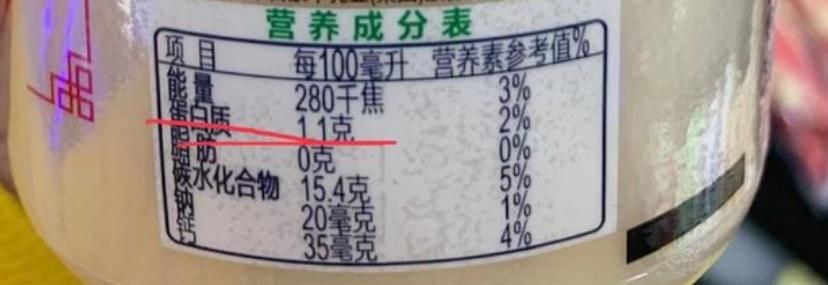 营养成分表
项目 每100毫升 营养素参考值%
能量 280千焦 3%
蛋白质 1.1克 2%
脂肪 0克 0%
碳水化合物 15.4克 5%
钠 20毫克 1%
钙 35毫克 4%